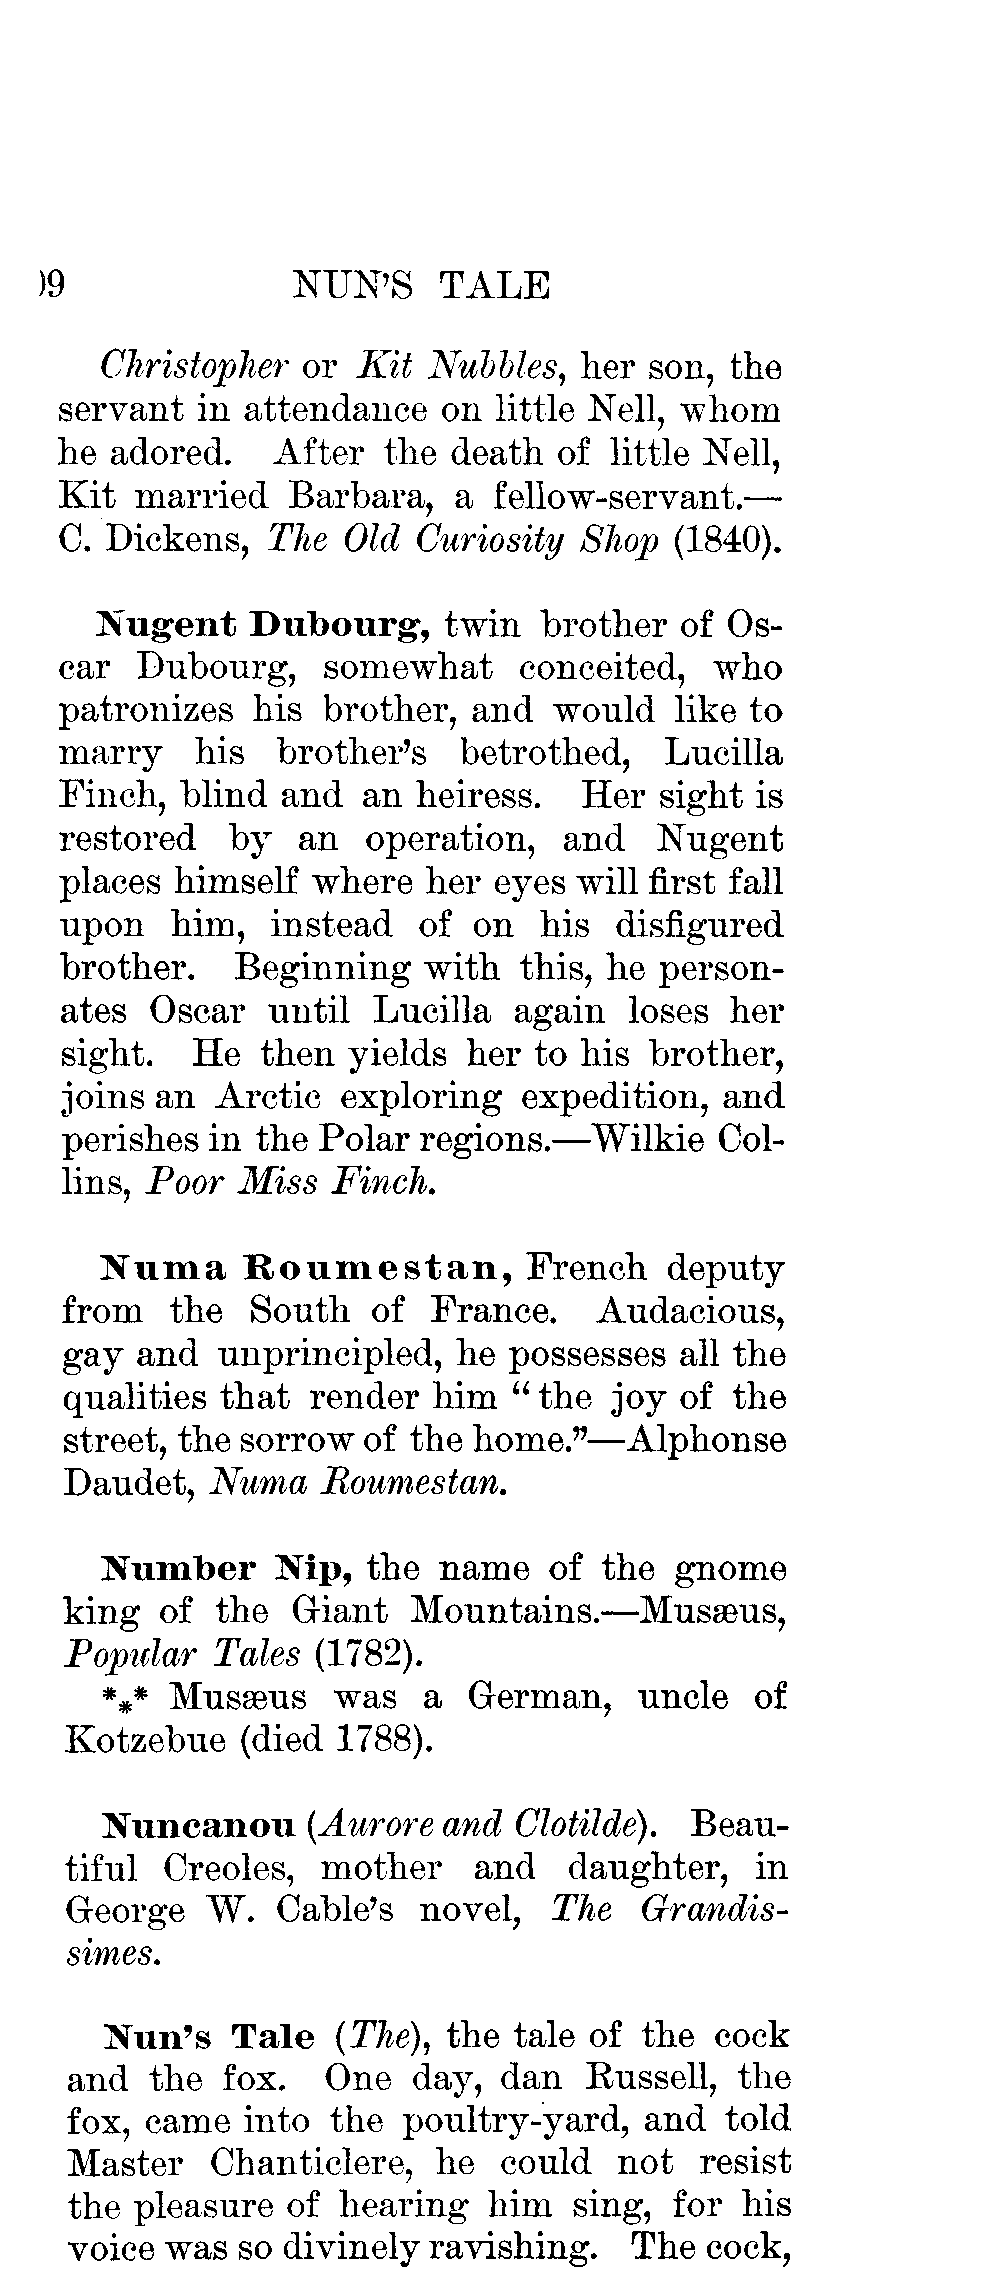 )9 NUN'S TALE
Christopher or Kit Nubbles, her son, the
servant in attendance on little Nell, whom
he adored. After the death of little Nell,
Kit married Barbara, a fellow-servant.—
C. Dickens, The Old Curiosity Shop (1840).
Nugent Dubourg, twin brother of Os-
car Dubourg, somewhat conceited, who
patronizes his brother, and would like to
marry his brother's betrothed, Lucilla
Finch, blind and an heiress. Her sight is
restored by an operation, and Nugent
places himself where her eyes will first fall
upon him, instead of on his disfigured
brother. Beginning with this, he person-
ates Oscar until Lucilla again loses her
sight. He then yields her to his brother,
joins an Arctic exploring expedition, and
perishes in the Polar regions.—Wilkie Col-
lins, Poor Miss Finch.
Numa Roumestan, French deputy
from the South of France. Audacious,
gay and unprincipled, he possesses all the
qualities that render him "the joy of the
street, the sorrow of the home."—Alphonse
Daudet, Numa Roumestan.
Number Nip, the name of the gnome
king of the Giant Mountains.—Musæus,
Popular Tales (1782).
*⁎* Musæus was a German, uncle of
Kotzebue (died 1788).
Nuncanou (Aurore and Clotilde). Beau-
tiful Creoles, mother and daughter, in
George W. Cable's novel, The Grandis-
simes.
Nun's Tale (The), the tale of the cock
and the fox. One day, dan Russell, the
fox, came into the poultry-yard, and told
Master Chanticlere, he could not resist
the pleasure of hearing him sing, for his
voice was so divinely ravishing. The cock,